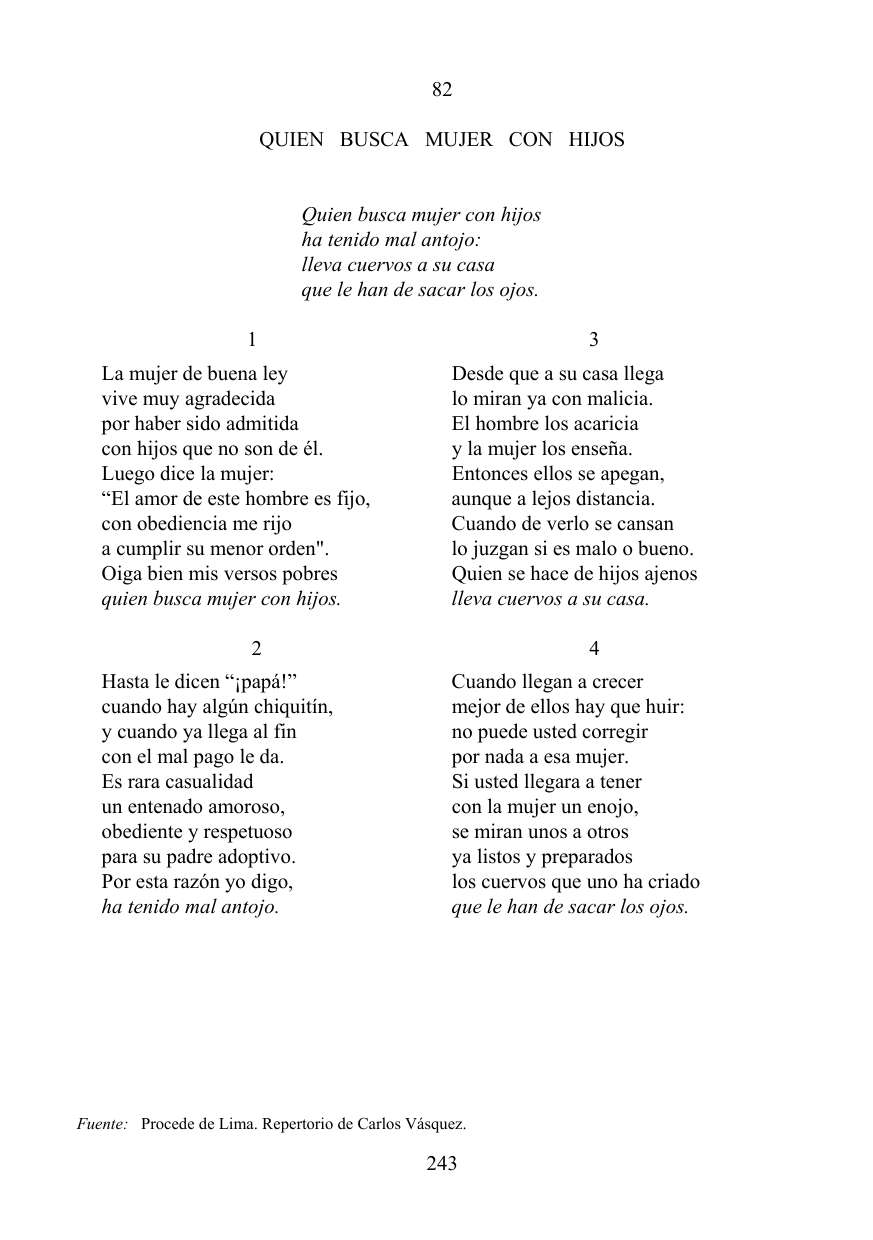 82
QUIEN BUSCA MUJER CON HIJOS
Quien busca mujer con hijos
ha tenido mal antojo:
lleva cuervos a su casa
que le han de sacar los ojos.
1
La mujer de buena ley
vive muy agradecida
por haber sido admitida
con hijos que no son de él.
Luego dice la mujer:
“El amor de este hombre es fijo,
con obediencia me rijo
a cumplir su menor orden".
Oiga bien mis versos pobres
quien busca mujer con hijos.
2
Hasta le dicen “¡papá!”
cuando hay algún chiquitín,
y cuando ya llega al fin
con el mal pago le da.
Es rara casualidad
un entenado amoroso,
obediente y respetuoso
para su padre adoptivo.
Por esta razón yo digo,
ha tenido mal antojo.
3
Desde que a su casa llega
lo miran ya con malicia.
El hombre los acaricia
y la mujer los enseña.
Entonces ellos se apegan,
aunque a lejos distancia.
Cuando de verlo se cansan
lo juzgan si es malo o bueno.
Quien se hace de hijos ajenos
lleva cuervos a su casa.
4
Cuando llegan a crecer
mejor de ellos hay que huir:
no puede usted corregir
por nada a esa mujer.
Si usted llegara a tener
con la mujer un enojo,
se miran unos a otros
ya listos y preparados
los cuervos que uno ha criado
que le han de sacar los ojos.
Fuente: Procede de Lima. Repertorio de Carlos Vásquez.
243